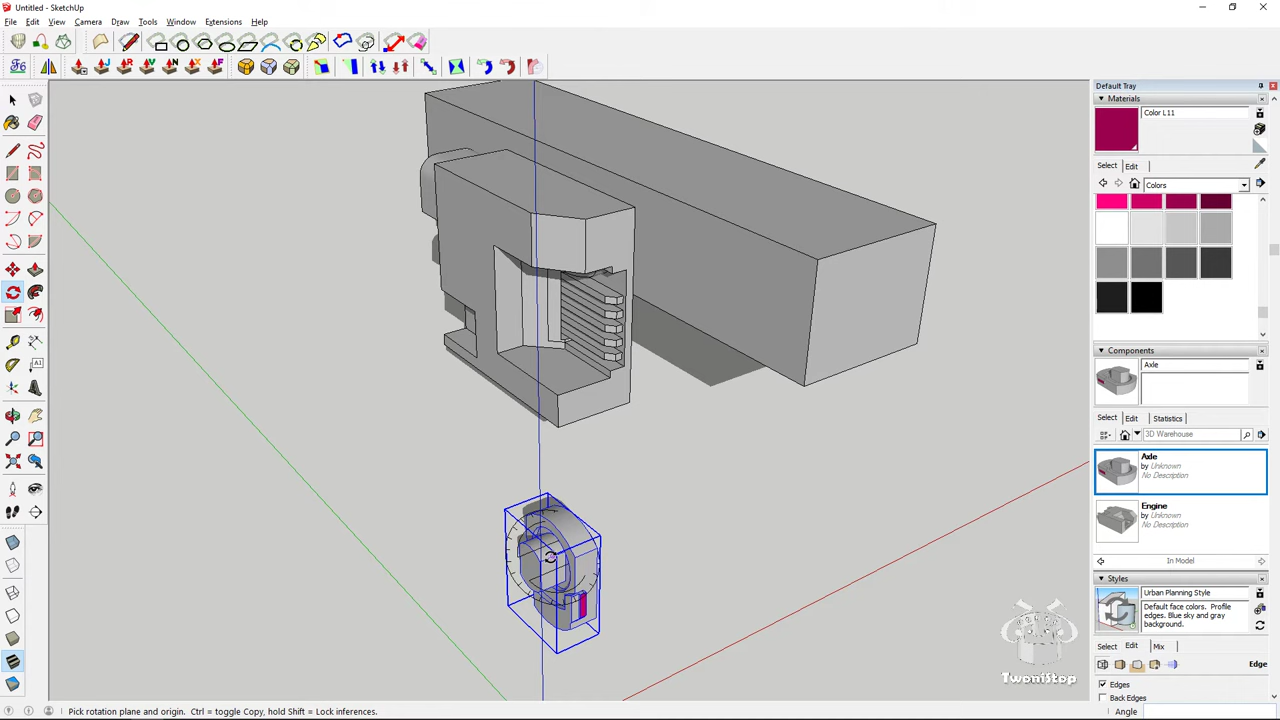 Untitled - SketchUp
File Edit View Camera Draw Tools Window Extensions Help
Default Tray
Materials
Color L11
Select Edit
Colors
Components
Axle
Select Edit Statistics
3D Warehouse
Axle
by Unknown
No Description
Engine
by Unknown
No Description
In Model
Styles
Urban Planning Style
Default face colors. Profile
edges. Blue sky and gray
background.
Select Edit Mix
Edge
Edges
Back Edges
TwoniStop
Pick rotation plane and origin. Ctrl = toggle Copy, hold Shift = Lock inferences.
Angle